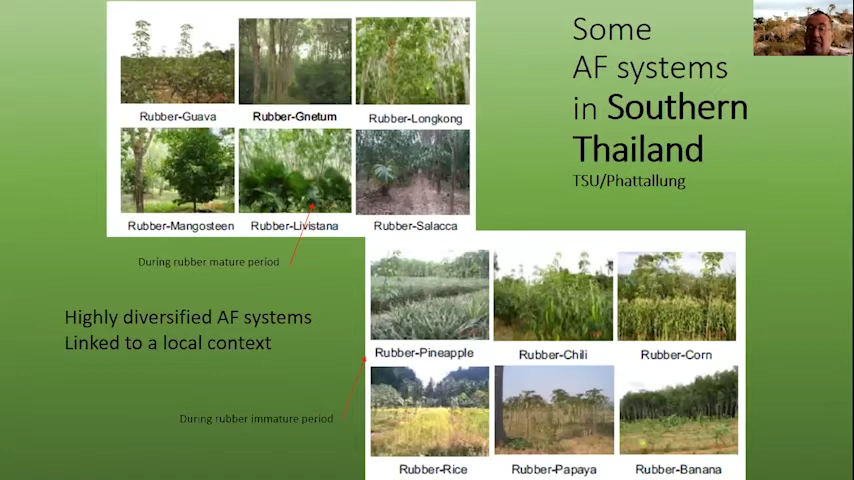 Some
AF systems
in Southern
Thailand
TSU/Phattallung
Rubber-Guava
Rubber-Gnetum
Rubber-Longkong
Rubber-Mangosteen
Rubber-Livistana
Rubber-Salacca
During rubber mature period
Highly diversified AF systems
Linked to a local context
Rubber-Pineapple
Rubber-Chili
Rubber-Corn
During rubber immature period
Rubber-Rice
Rubber-Papaya
Rubber-Banana